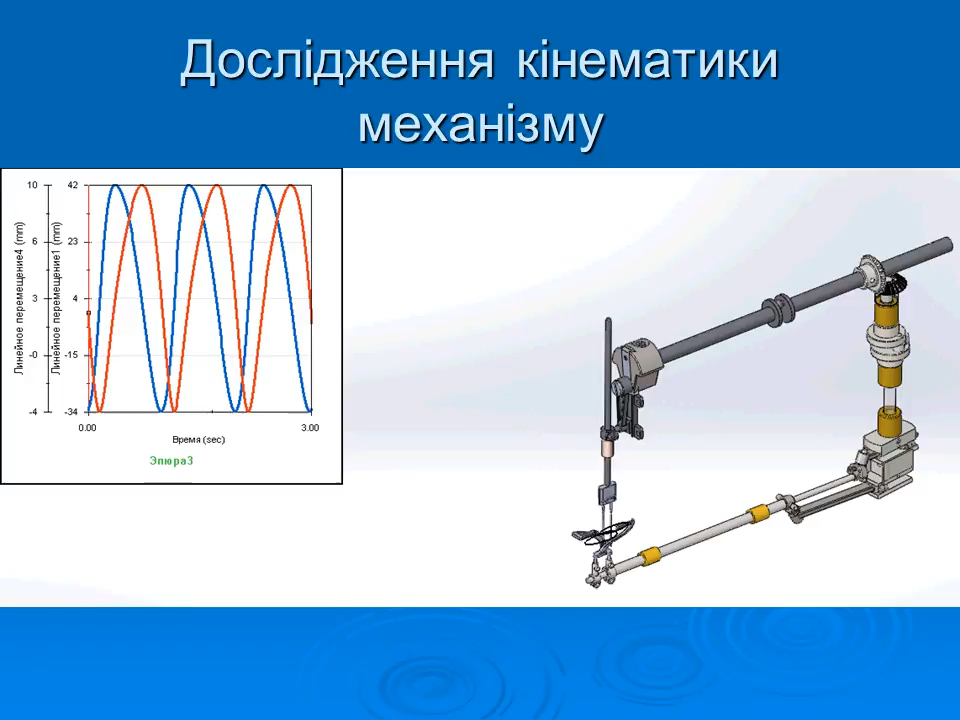 Дослідження кінематики
механізму
Линейное перемещение4 (mm)
Линейное перемещение1 (mm)
10
6
3
-0
-4
42
23
4
-15
-34
0.00
3.00
Время (sec)
Эпюра3